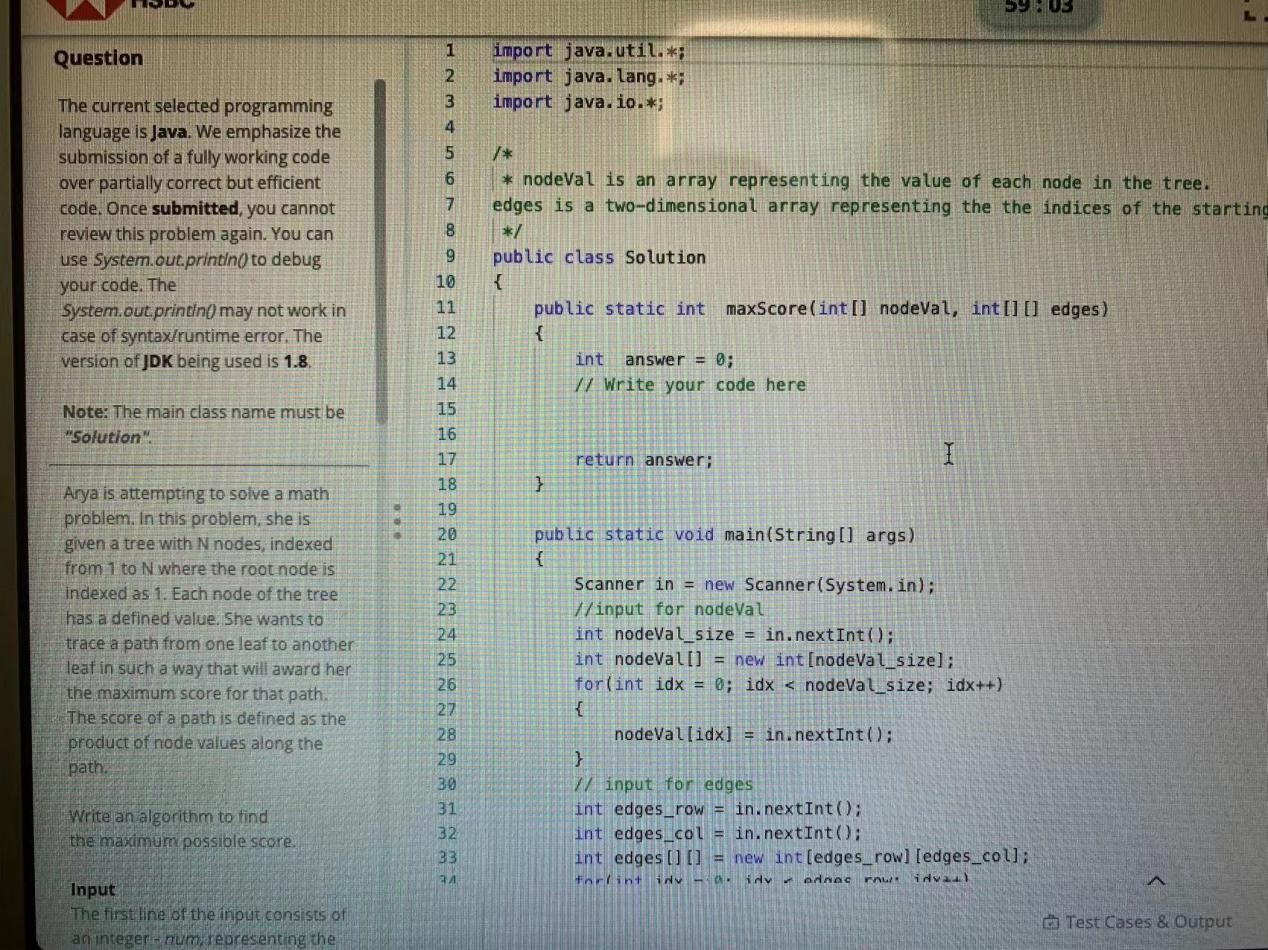 HSBC
59:03
Question
The current selected programming
language is Java. We emphasize the
submission of a fully working code
over partially correct but efficient
code. Once submitted, you cannot
review this problem again. You can
use System.out.println() to debug
your code. The
System.out.println() may not work in
case of syntax/runtime error. The
version of JDK being used is 1.8.
Note: The main class name must be
"Solution".
Arya is attempting to solve a math
problem. In this problem, she is
given a tree with N nodes, indexed
from 1 to N where the root node is
indexed as 1. Each node of the tree
has a defined value. She wants to
trace a path from one leaf to another
leaf in such a way that will award her
the maximum score for that path.
The score of a path is defined as the
product of node values along the
path.
Write an algorithm to find
the maximum possible score.
Input
The first line of the input consists of
an integer - num, representing the
1 import java.util.*;
2 import java.lang.*;
3 import java.io.*;
4
5 /*
6 * nodeVal is an array representing the value of each node in the tree.
7 edges is a two-dimensional array representing the the indices of the starting
8 */
9 public class Solution
10 {
11 public static int maxScore(int[] nodeVal, int[][] edges)
12 {
13 int answer = 0;
14 // Write your code here
15
16
17 return answer;
18 }
19
20 public static void main(String[] args)
21 {
22 Scanner in = new Scanner(System.in);
23 //input for nodeVal
24 int nodeVal_size = in.nextInt();
25 int nodeVal[] = new int[nodeVal_size];
26 for(int idx = 0; idx < nodeVal_size; idx++)
27 {
28 nodeVal[idx] = in.nextInt();
29 }
30 // input for edges
31 int edges_row = in.nextInt();
32 int edges_col = in.nextInt();
33 int edges[][] = new int[edges_row][edges_col];
34 for(int idx = 0; idx < edges_row; idx++)
Test Cases & Output